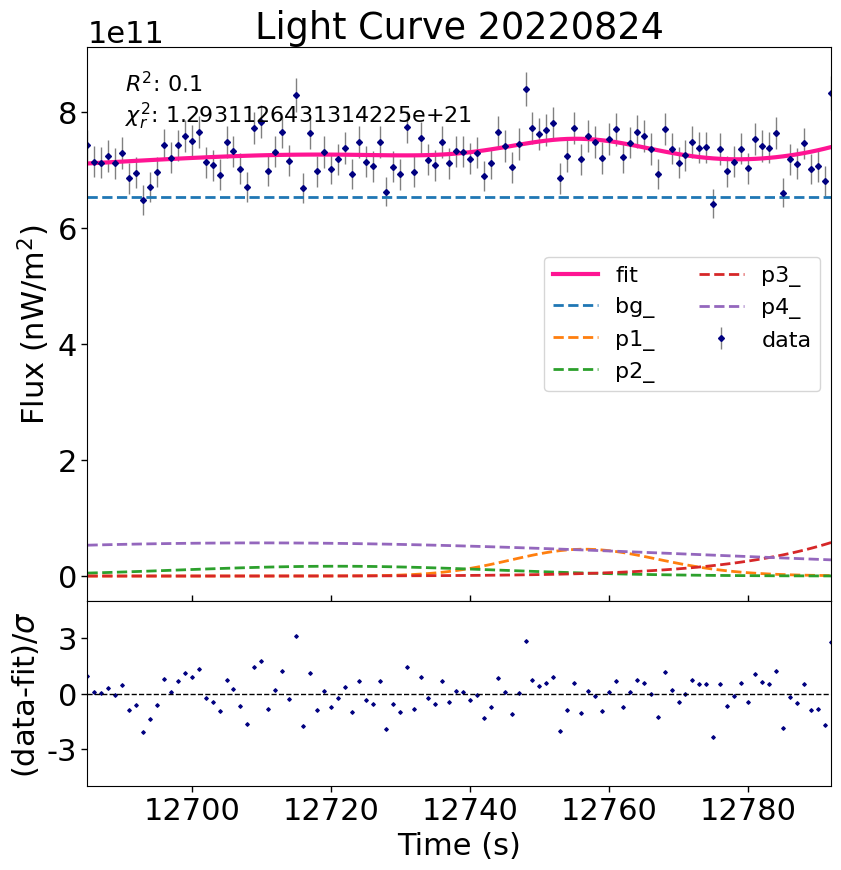 Light Curve 20220824
1e11
R²: 0.1
χ²ᵣ: 1.29311126431314225e+21
8
6
4
2
0
Flux (nW/m²)
fit
bg_
p1_
p2_
p3_
p4_
data
3
0
-3
(data-fit)/σ
12700 12720 12740 12760 12780
Time (s)